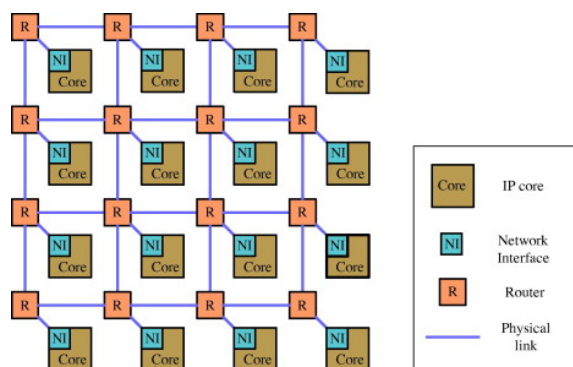 R R R R
NI NI NI NI
Core Core Core Core
R R R R
NI NI NI NI
Core Core Core Core
R R R R
NI NI NI NI
Core Core Core Core
R R R R
NI NI NI NI
Core Core Core Core
Core IP core
NI Network
Interface
R Router
Physical
link